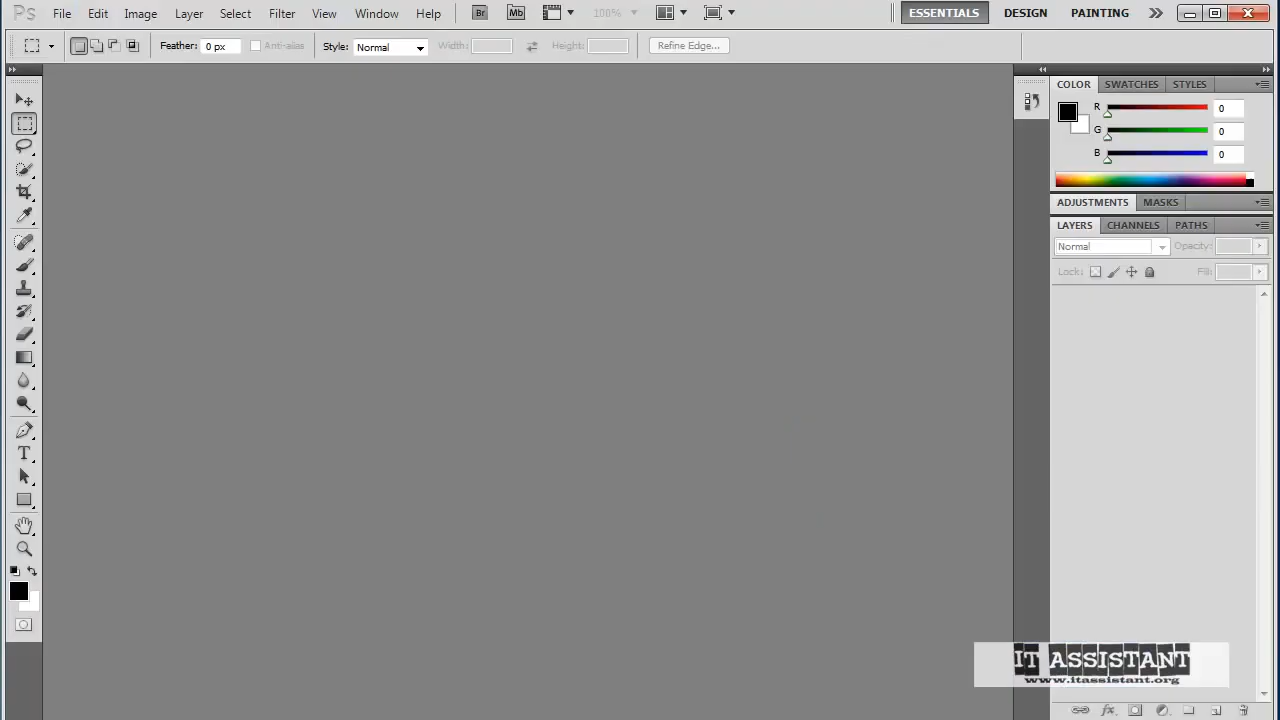 Ps File Edit Image Layer Select Filter View Window Help Br Mb 100% ESSENTIALS DESIGN PAINTING
Feather: 0 px Anti-alias Style: Normal Width: Height: Refine Edge...
COLOR SWATCHES STYLES
R 0
G 0
B 0
ADJUSTMENTS MASKS
LAYERS CHANNELS PATHS
Normal Opacity:
Lock: Fill:
T
IT ASSISTANT
www.itassistant.org
fx